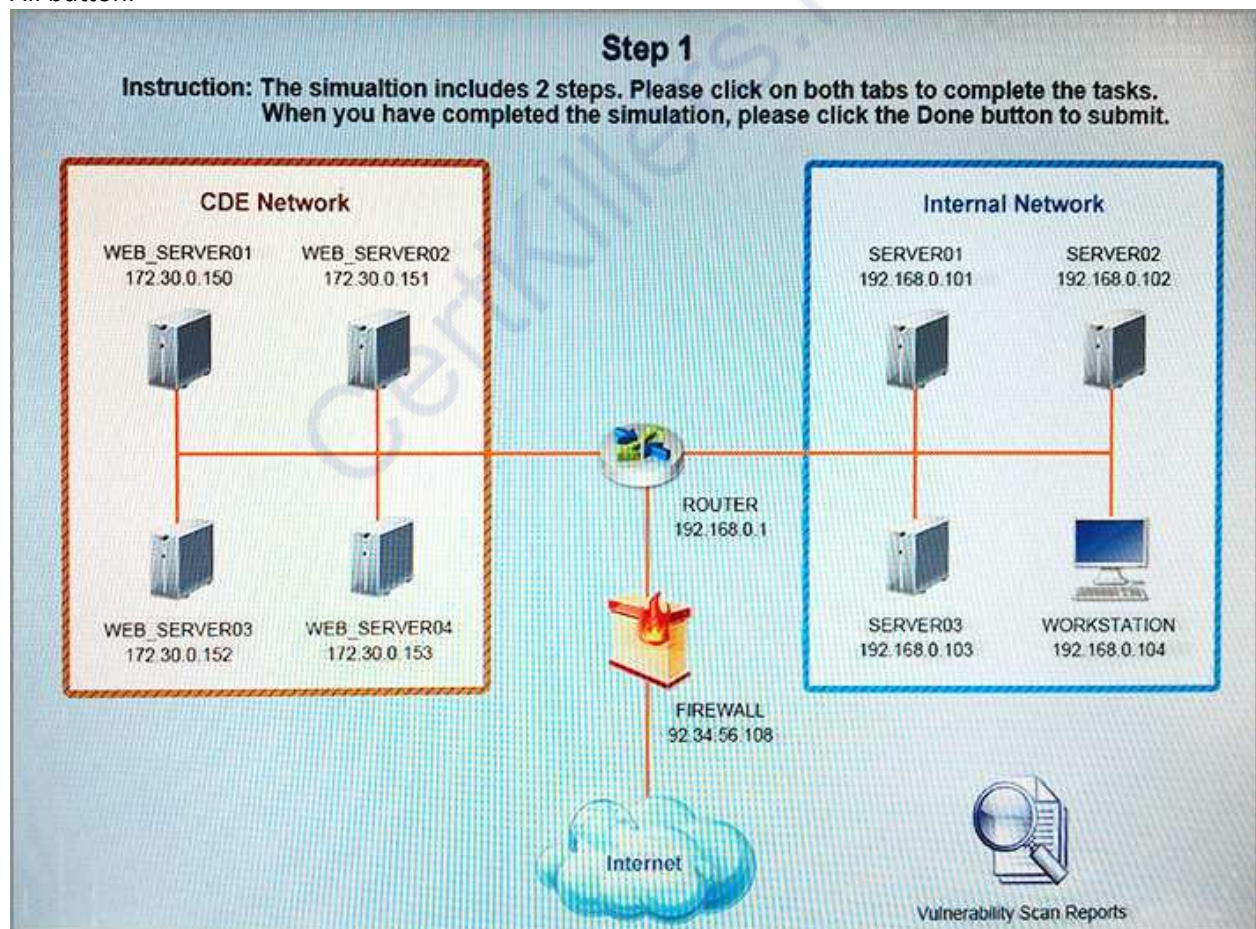 Step 1
Instruction: The simualtion includes 2 steps. Please click on both tabs to complete the tasks.
When you have completed the simulation, please click the Done button to submit.
CDE Network
WEB_SERVER01
172.30.0.150
WEB_SERVER02
172.30.0.151
WEB_SERVER03
172.30.0.152
WEB_SERVER04
172.30.0.153
ROUTER
192.168.0.1
FIREWALL
92.34.56.108
Internet
Internal Network
SERVER01
192.168.0.101
SERVER02
192.168.0.102
SERVER03
192.168.0.103
WORKSTATION
192.168.0.104
Vulnerability Scan Reports
CertKillers.